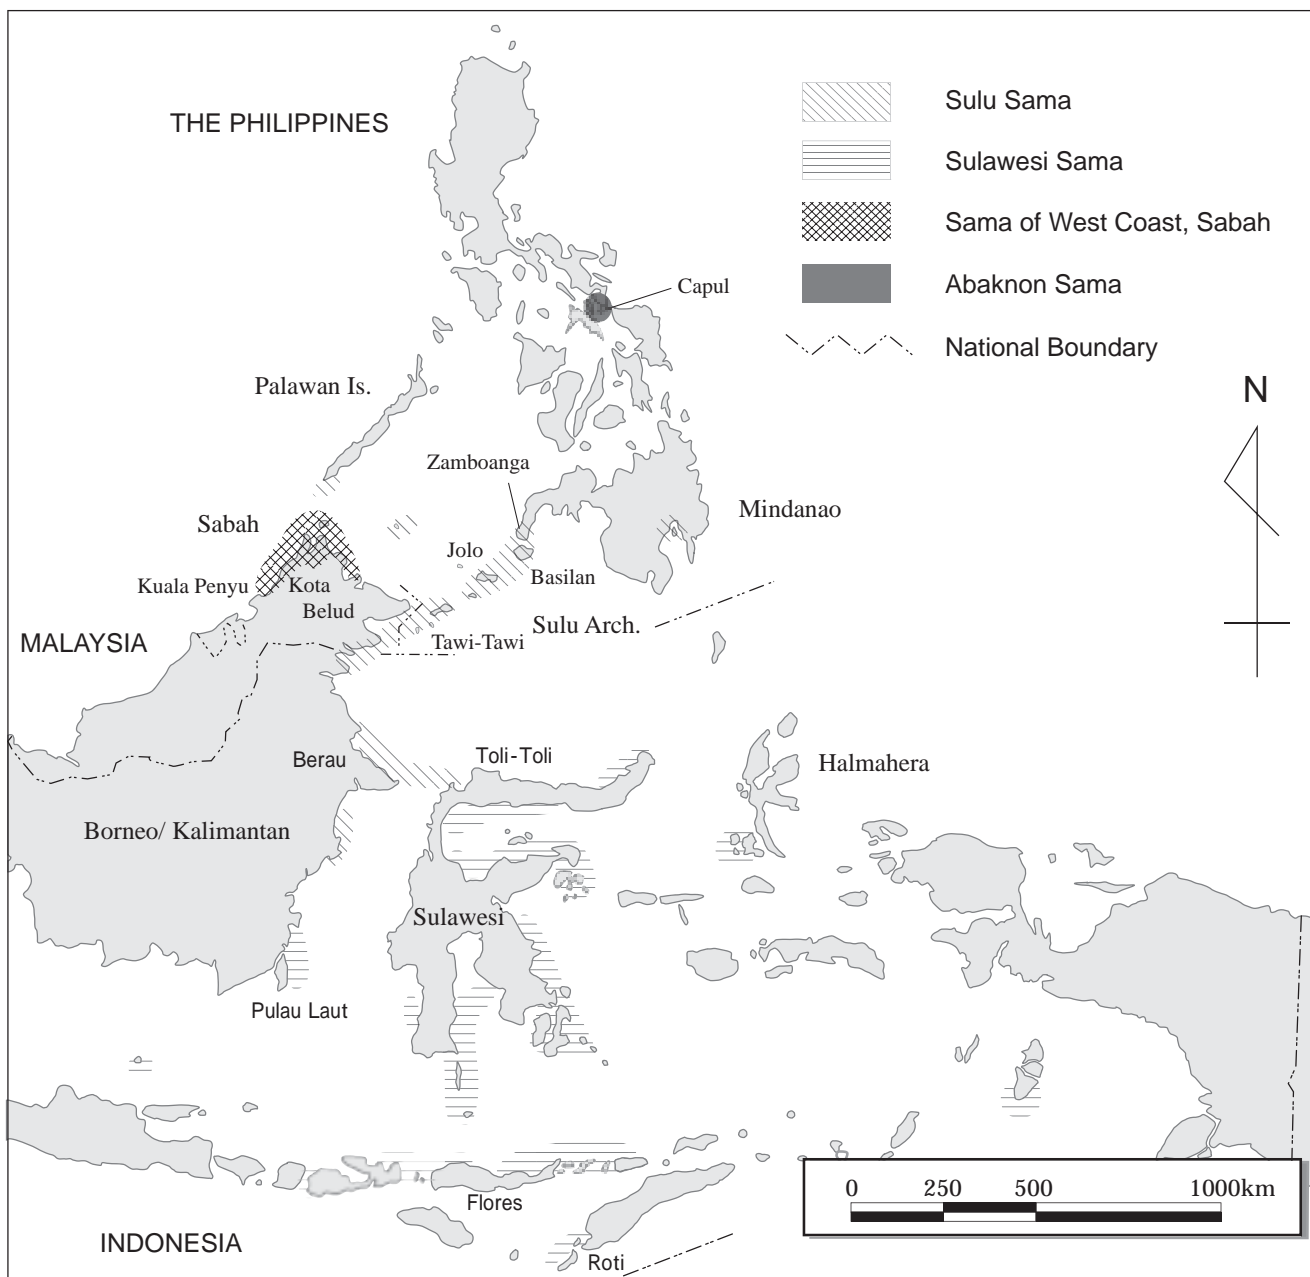 THE PHILIPPINES
Sulu Sama
Sulawesi Sama
Sama of West Coast, Sabah
Abaknon Sama
National Boundary
Capul
Palawan Is.
N
Zamboanga
Mindanao
Sabah
Jolo
Basilan
Kuala Penyu
Kota
Belud
Sulu Arch.
MALAYSIA
Tawi-Tawi
Berau
Toli-Toli
Halmahera
Borneo/ Kalimantan
Sulawesi
Pulau Laut
Flores
0 250 500 1000km
INDONESIA
Roti